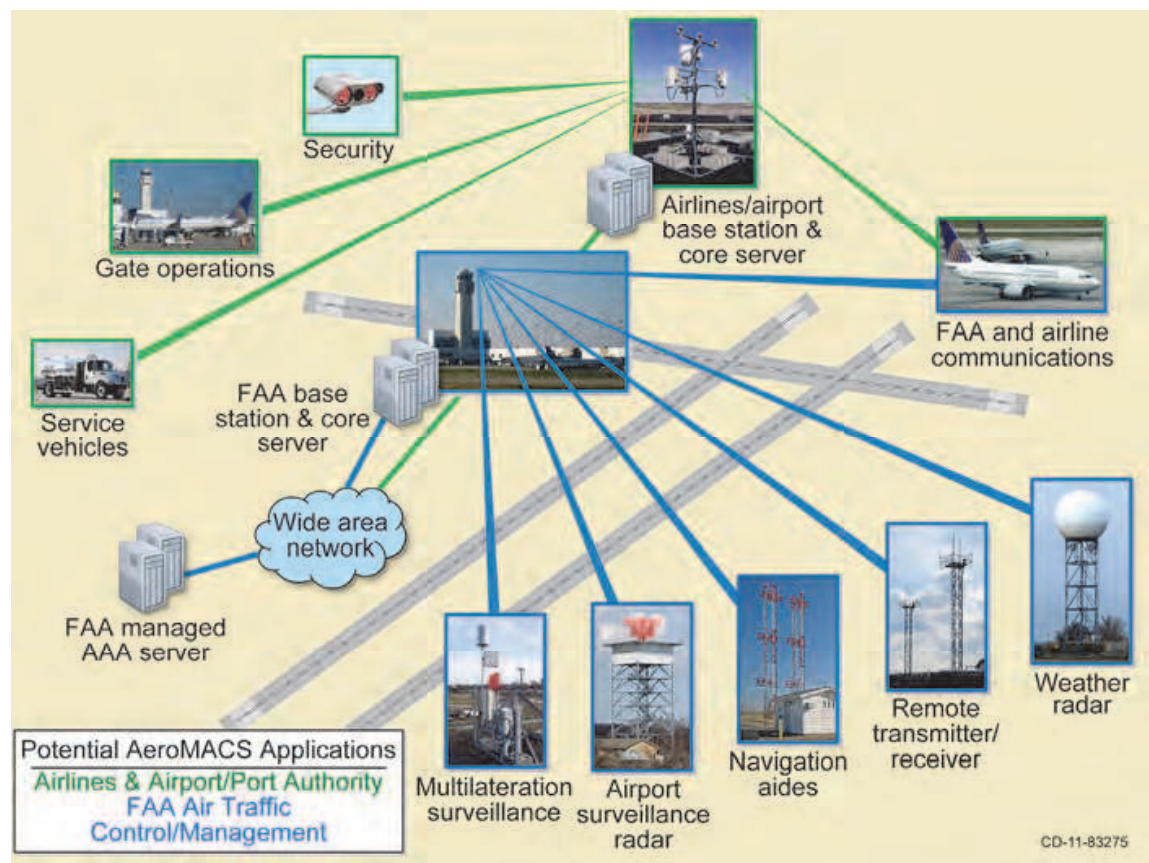 Security
Airlines/airport
base station &
core server
Gate operations
FAA and airline
communications
FAA base
station & core
server
Service
vehicles
Wide area
network
FAA managed
AAA server
Weather
radar
Remote
transmitter/
receiver
Navigation
aides
Multilateration
surveillance
Airport
surveillance
radar
Potential AeroMACS Applications
Airlines & Airport/Port Authority
FAA Air Traffic
Control/Management
CD-11-83275